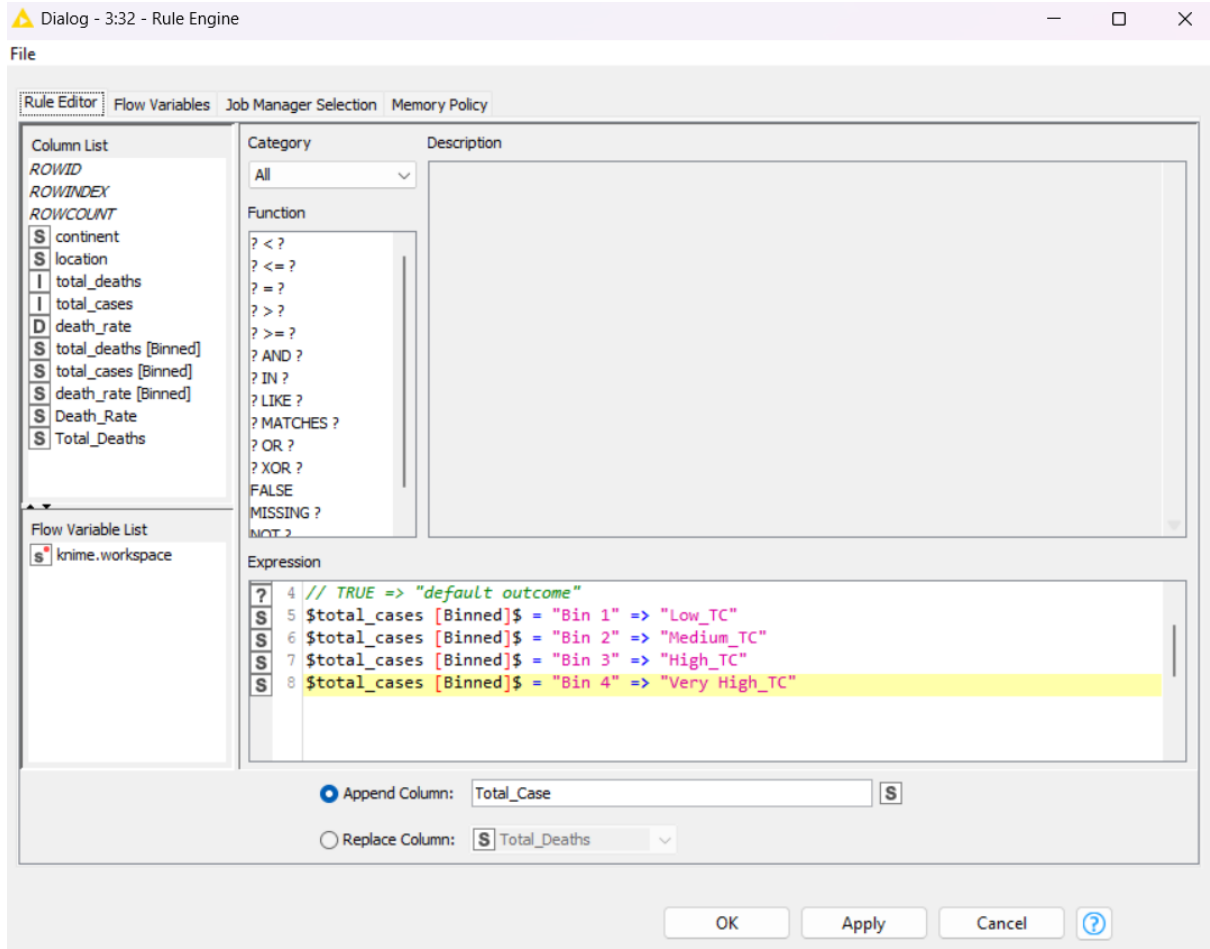 Dialog - 3:32 - Rule Engine
File
Rule Editor Flow Variables Job Manager Selection Memory Policy
Column List
ROWID
ROWINDEX
ROWCOUNT
S continent
S location
I total_deaths
I total_cases
D death_rate
S total_deaths [Binned]
S total_cases [Binned]
S death_rate [Binned]
S Death_Rate
S Total_Deaths
Flow Variable List
s knime.workspace
Category
All
Function
? < ?
? <= ?
? = ?
? > ?
? >= ?
? AND ?
? IN ?
? LIKE ?
? MATCHES ?
? OR ?
? XOR ?
FALSE
MISSING ?
NOT ?
Description
Expression
? 4 // TRUE => "default outcome"
S 5 $total_cases [Binned]$ = "Bin 1" => "Low_TC"
S 6 $total_cases [Binned]$ = "Bin 2" => "Medium_TC"
S 7 $total_cases [Binned]$ = "Bin 3" => "High_TC"
S 8 $total_cases [Binned]$ = "Bin 4" => "Very High_TC"
Append Column: Total_Case S
Replace Column: S Total_Deaths
OK Apply Cancel ?